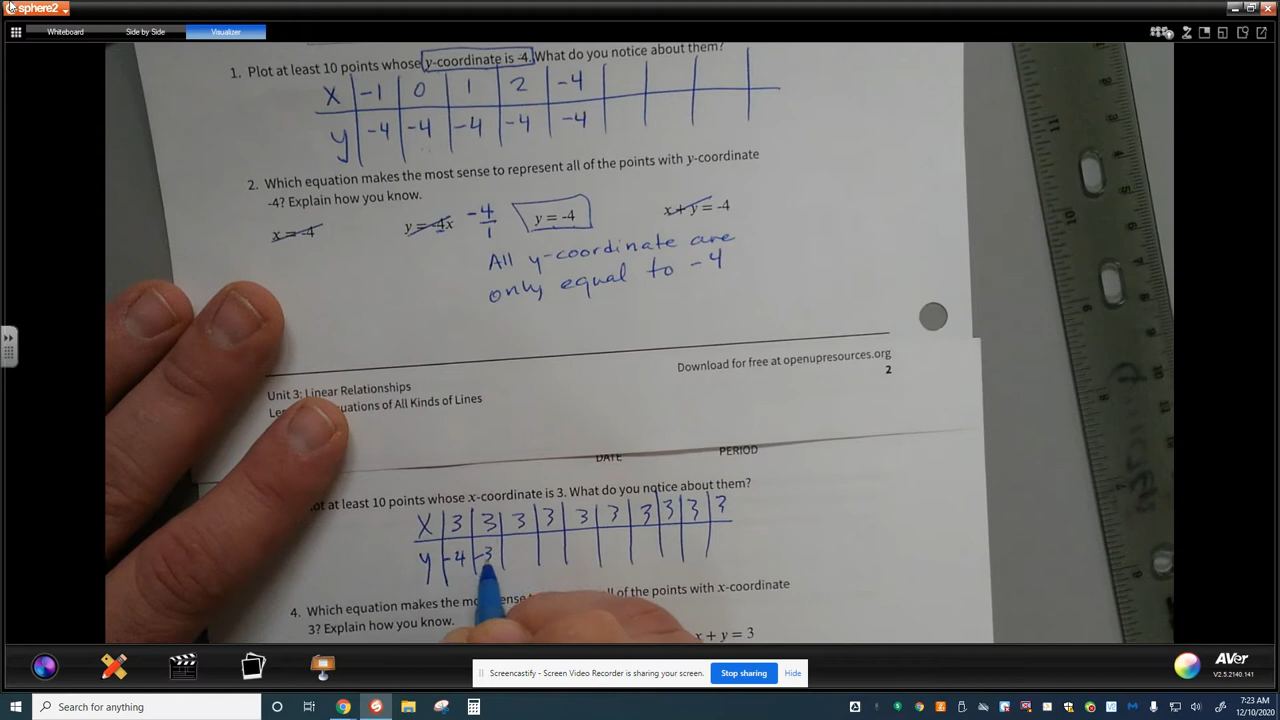 sphere2
Whiteboard
Side by Side
Visualizer
1. Plot at least 10 points whose y-coordinate is -4. What do you notice about them?
X -1 0 1 2 -4
y -4 -4 -4 -4 -4
2. Which equation makes the most sense to represent all of the points with y-coordinate
-4? Explain how you know.
x = -4 y = -4x -4/1 y = -4 x + y = -4
All y-coordinate are
only equal to -4
Download for free at openupresources.org
2
Unit 3: Linear Relationships
uations of All Kinds of Lines
DATE PERIOD
lot at least 10 points whose x-coordinate is 3. What do you notice about them?
X 3 3 3 3 3 3 3 3 3 3
y -4 -3
4. Which equation makes the all of the points with x-coordinate
3? Explain how you know.
x + y = 3
Screencastify - Screen Video Recorder is sharing your screen.
Stop sharing
Hide
AVer
V2.5.2140.141
Search for anything
7:23 AM
12/10/2020